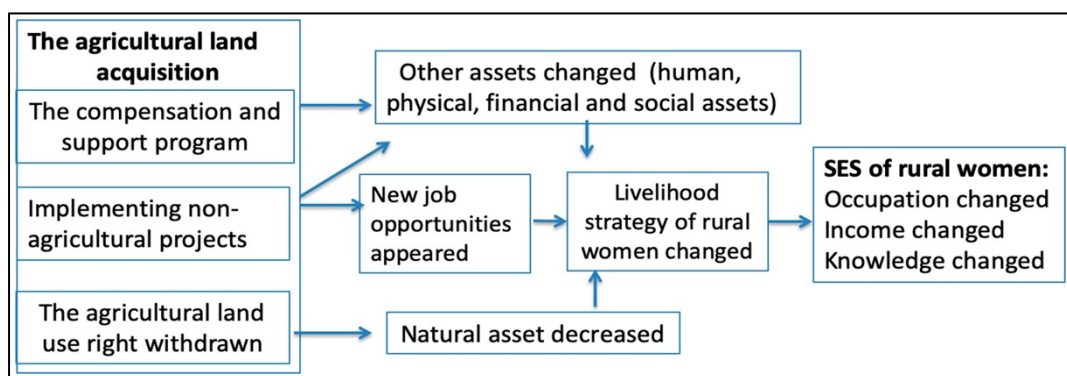 The agricultural land
acquisition
The compensation and
support program
Implementing non-
agricultural projects
The agricultural land
use right withdrawn
Other assets changed (human,
physical, financial and social assets)
New job
opportunities
appeared
Natural asset decreased
Livelihood
strategy of rural
women changed
SES of rural women:
Occupation changed
Income changed
Knowledge changed